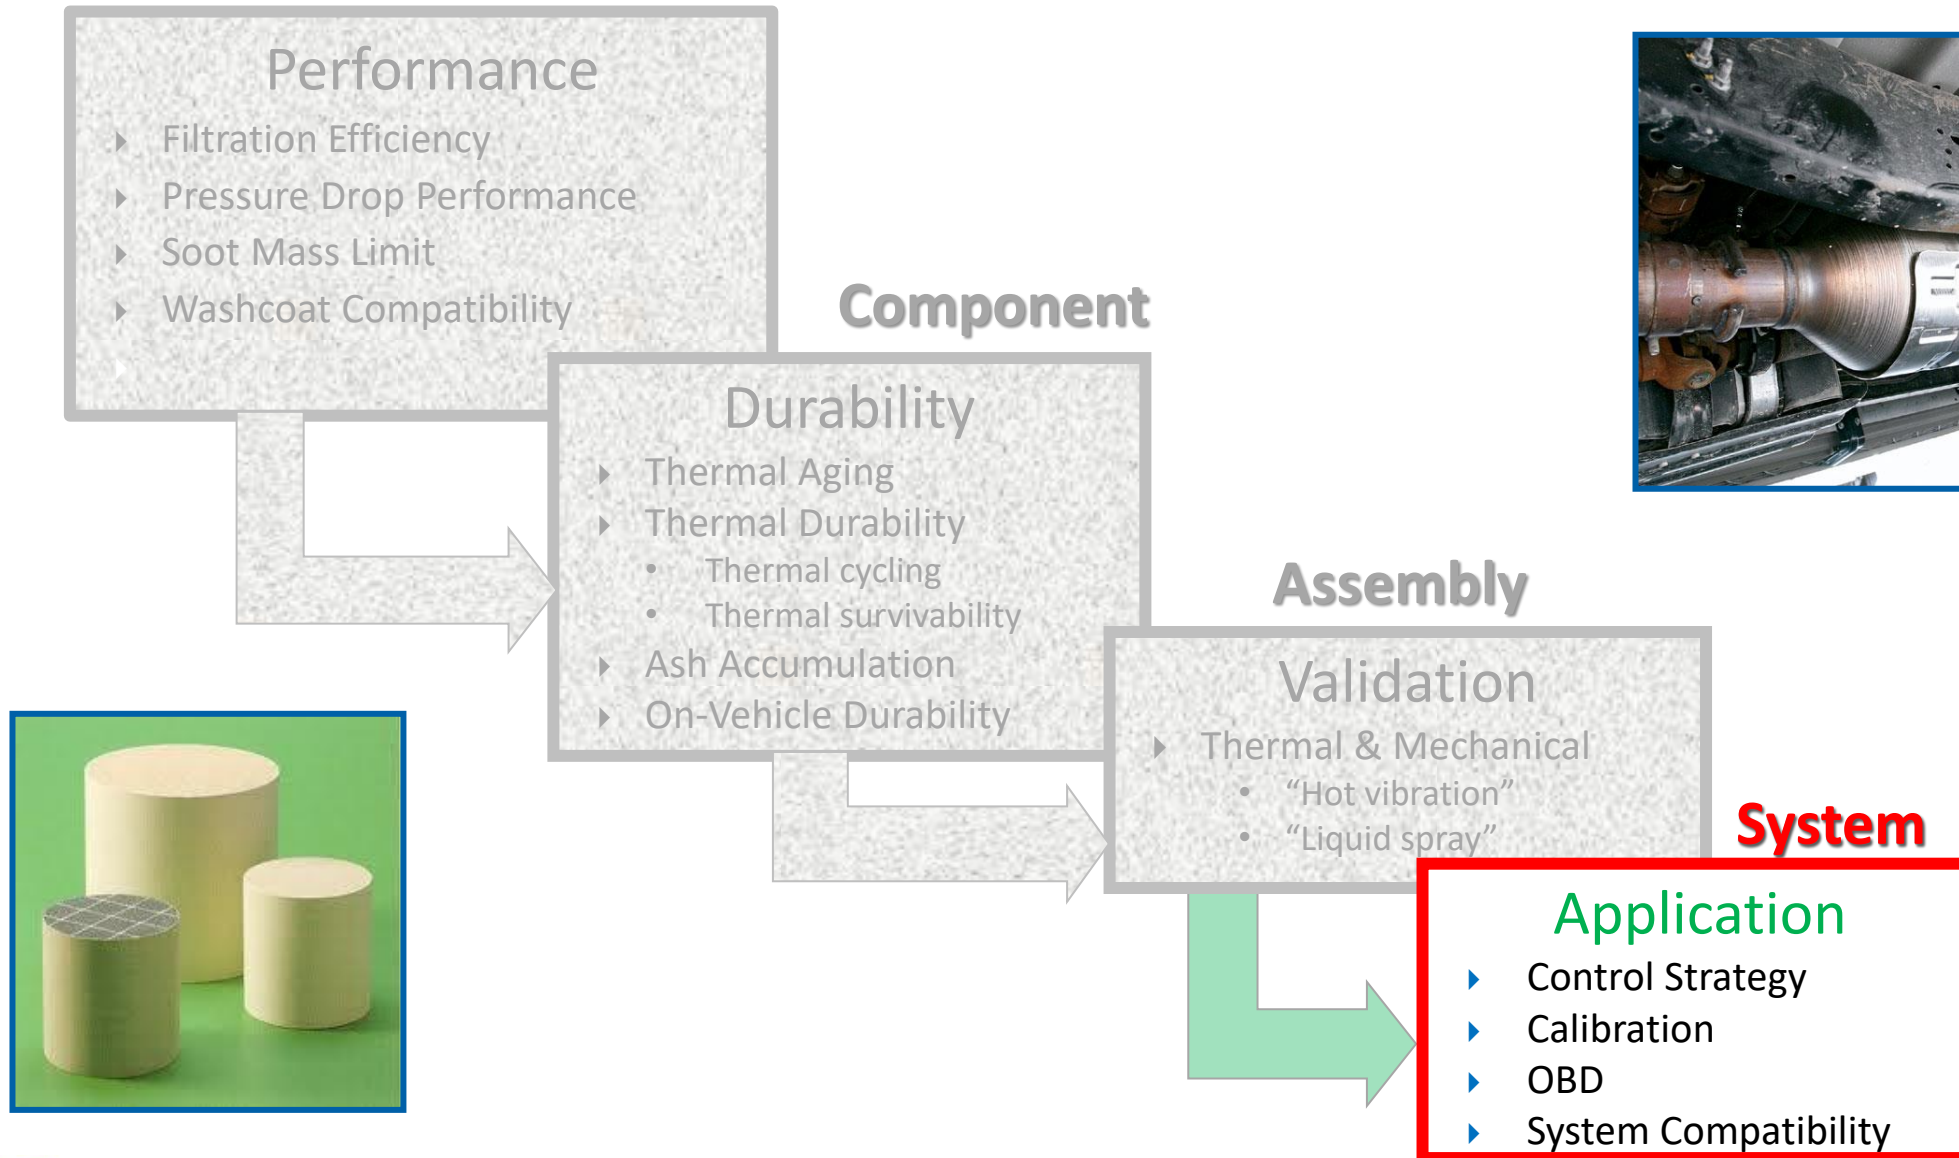 Performance
Filtration Efficiency
Pressure Drop Performance
Soot Mass Limit
Washcoat Compatibility
Component
Durability
Thermal Aging
Thermal Durability
Thermal cycling
Thermal survivability
Ash Accumulation
On-Vehicle Durability
Assembly
Validation
Thermal & Mechanical
“Hot vibration”
“Liquid spray”
System
Application
Control Strategy
Calibration
OBD
System Compatibility